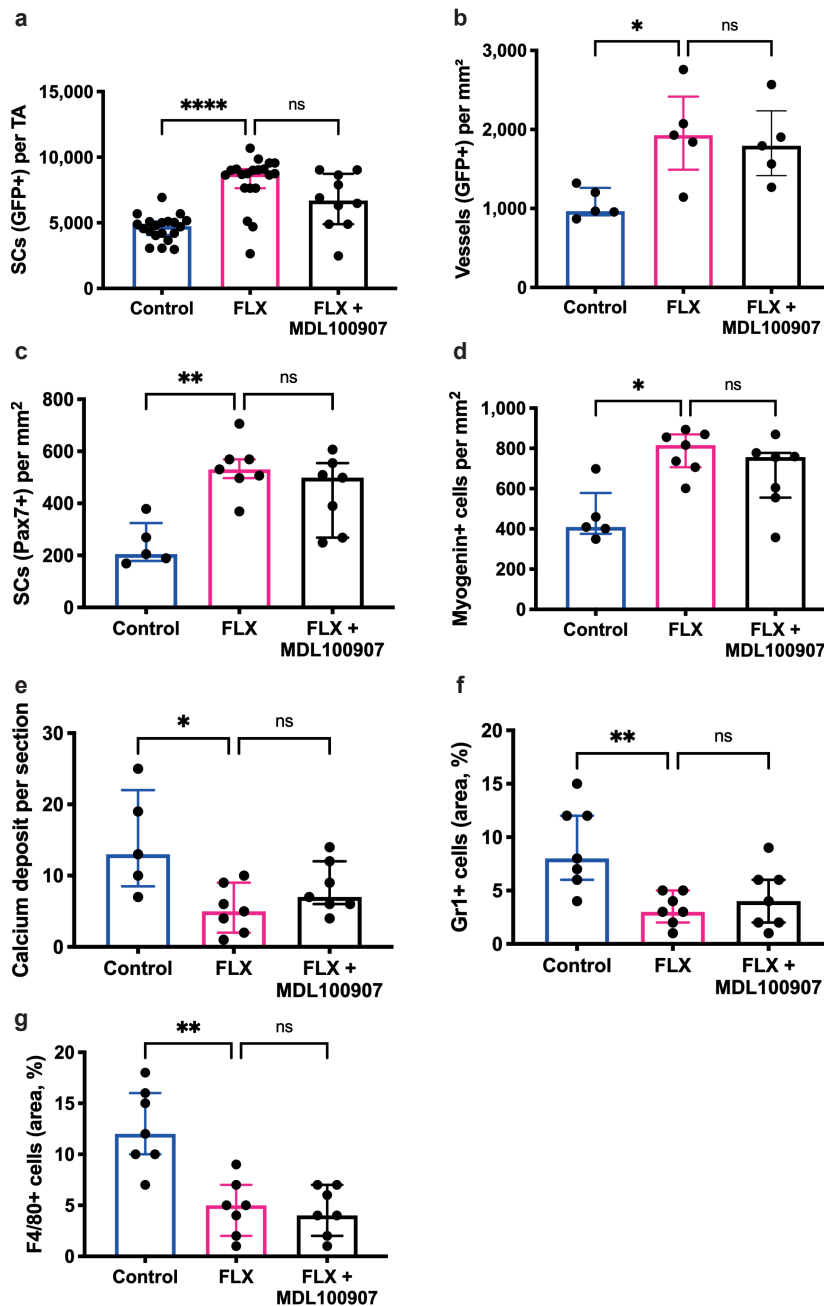 a
SCs (GFP+) per TA
15,000
10,000
5,000
0
****
ns
Control
FLX
FLX +
MDL100907
b
Vessels (GFP+) per mm²
3,000
2,000
1,000
0
*
ns
Control
FLX
FLX +
MDL100907
c
SCs (Pax7+) per mm²
800
600
400
200
0
**
ns
Control
FLX
FLX +
MDL100907
d
Myogenin+ cells per mm²
1,000
800
600
400
200
0
*
ns
Control
FLX
FLX +
MDL100907
e
Calcium deposit per section
30
20
10
0
*
ns
Control
FLX
FLX +
MDL100907
f
Gr1+ cells (area, %)
20
15
10
5
0
**
ns
Control
FLX
FLX +
MDL100907
g
F4/80+ cells (area, %)
20
15
10
5
0
**
ns
Control
FLX
FLX +
MDL100907